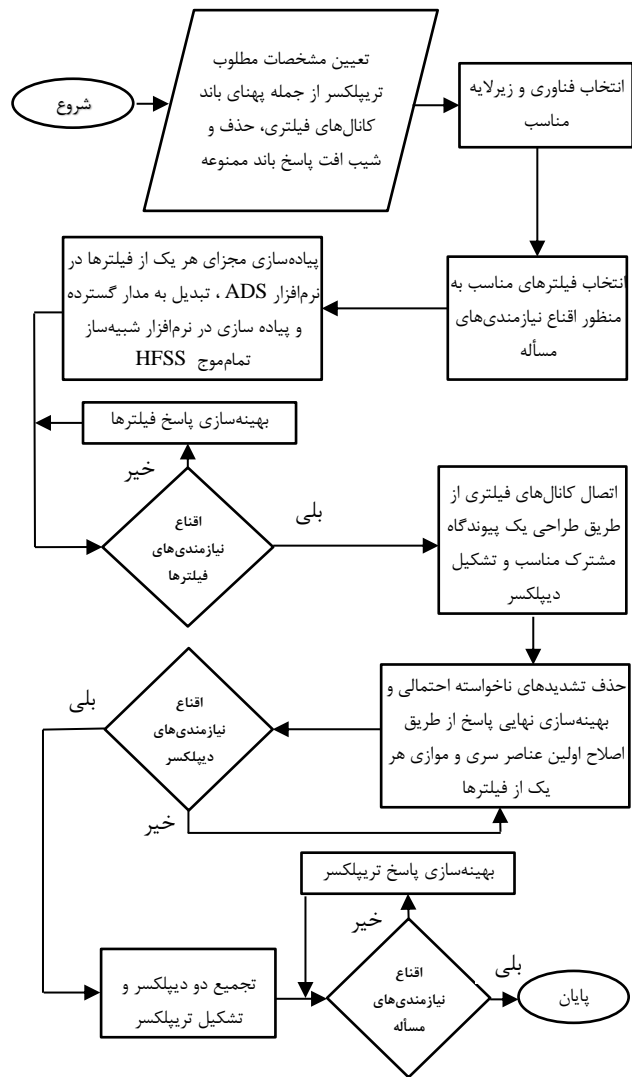 شروع
تعیین مشخصات مطلوب
تریپلکسر از جمله پهنای باند
کانال‌های فیلتری، حذف و
شیب افت پاسخ باند ممنوعه
انتخاب فناوری و زیرلایه
مناسب
انتخاب فیلترهای مناسب به
منظور اقناع نیازمندی‌های
مسأله
پیاده‌سازی مجزای هر یک از فیلترها در
نرم‌افزار ADS ، تبدیل به مدار گسترده
و پیاده سازی در نرم‌افزار شبیه‌ساز
تمام‌موج HFSS
بهینه‌سازی پاسخ فیلترها
خیر
اقناع
نیازمندی‌های
فیلترها
بلی
اتصال کانال‌های فیلتری از
طریق طراحی یک پیوندگاه
مشترک مناسب و تشکیل
دیپلکسر
حذف تشدیدهای ناخواسته احتمالی و
بهینه‌سازی نهایی پاسخ از طریق
اصلاح اولین عناصر سری و موازی هر
یک از فیلترها
اقناع
نیازمندی‌های
دیپلکسر
بلی
خیر
تجمیع دو دیپلکسر و
تشکیل تریپلکسر
بهینه‌سازی پاسخ تریپلکسر
خیر
اقناع
نیازمندی‌های
مسأله
بلی
پایان